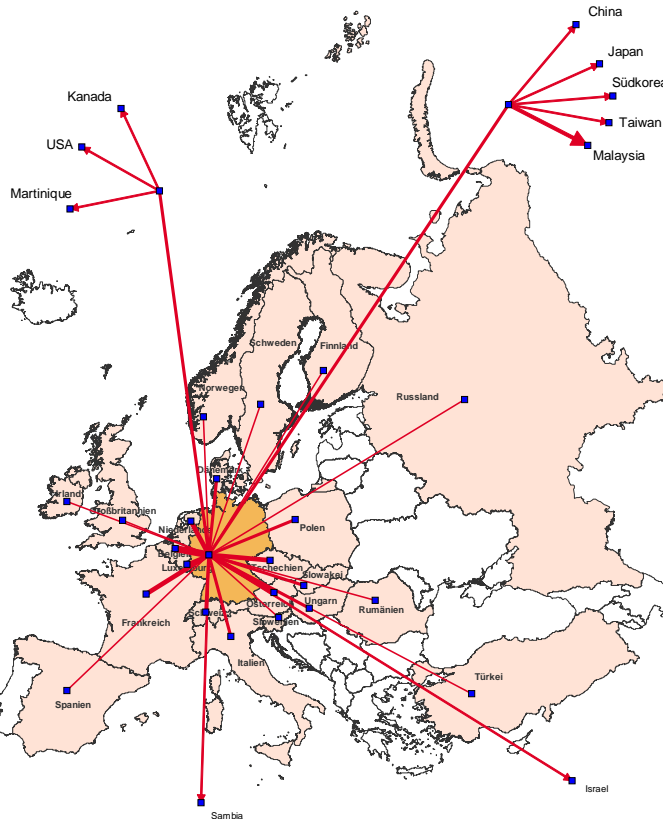 China
Japan
Südkorea
Taiwan
Malaysia
Kanada
USA
Martinique
Schweden
Finnland
Norwegen
Russland
Dänemark
Irland
Großbritannien
Niederlande
Polen
Belgien
Luxemburg
Tschechien
Slowakei
Österreich
Ungarn
Rumänien
Frankreich
Schweiz
Slowenien
Italien
Türkei
Spanien
Israel
Sambia